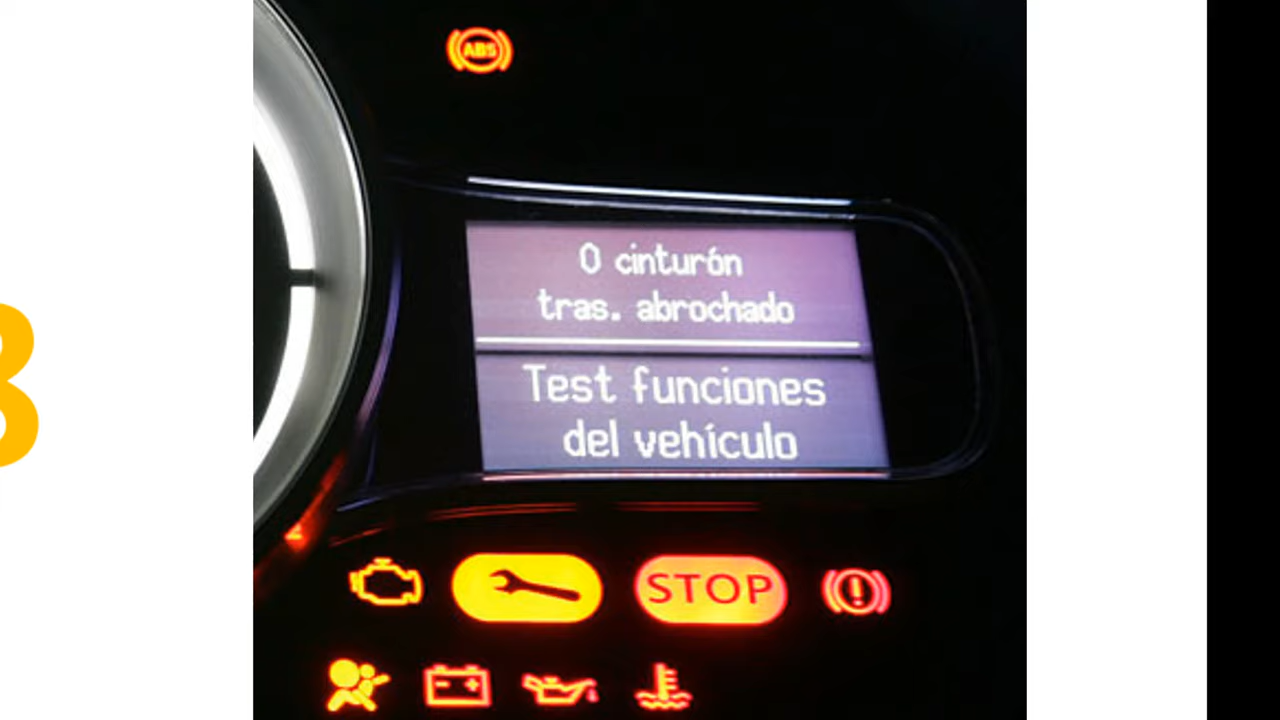 ABS
0 cinturón
tras. abrochado
Test funciones
del vehículo
STOP